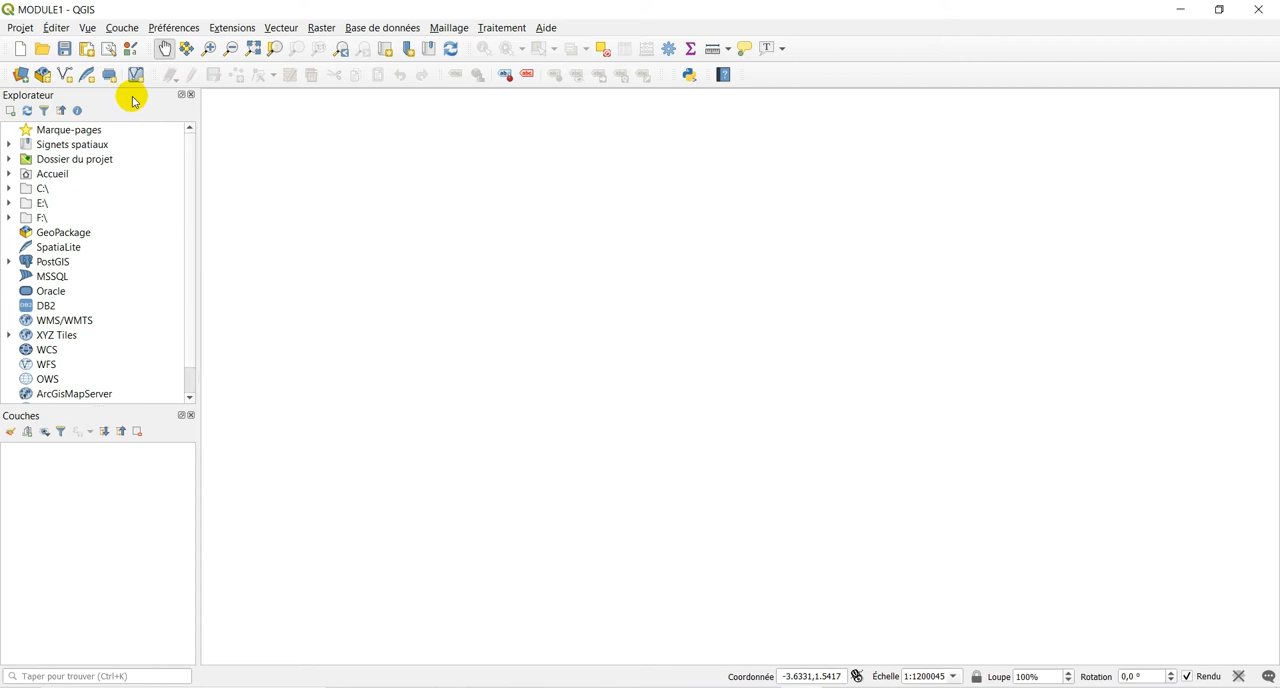 MODULE1 - QGIS
Projet Éditer Vue Couche Préférences Extensions Vecteur Raster Base de données Maillage Traitement Aide
Explorateur
Marque-pages
Signets spatiaux
Dossier du projet
Accueil
C:\
E:\
F:\
GeoPackage
SpatiaLite
PostGIS
MSSQL
Oracle
DB2
WMS/WMTS
XYZ Tiles
WCS
WFS
OWS
ArcGisMapServer
Couches
Taper pour trouver (Ctrl+K) Coordonnée -3.6331,1.5417 Échelle 1:1200045 Loupe 100% Rotation 0,0 ° Rendu